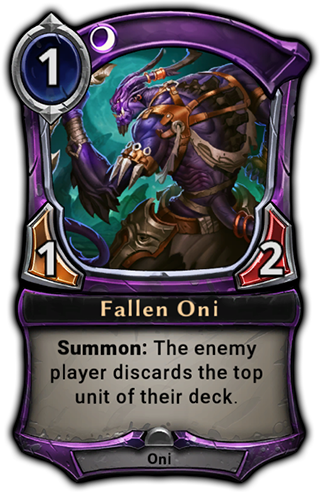 1
1
2
Fallen Oni
Summon: The enemy
player discards the top
unit of their deck.
Oni